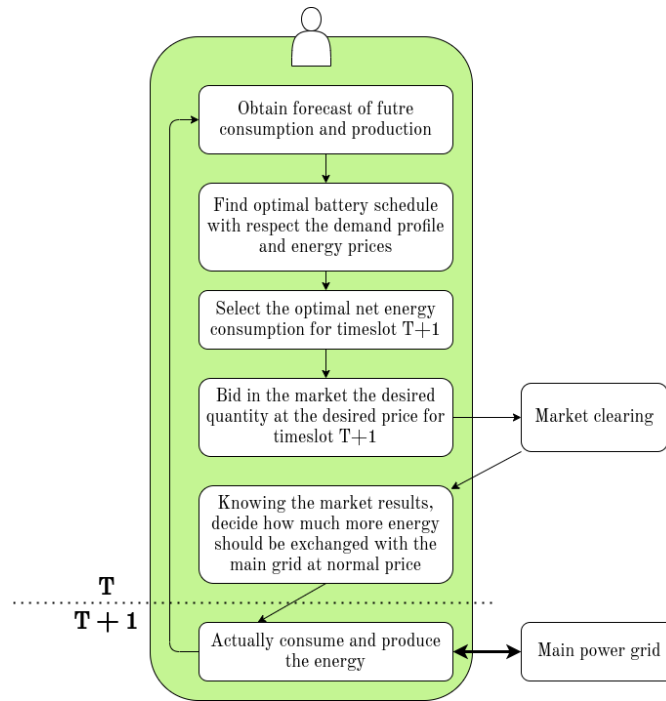 Obtain forecast of futre
consumption and production
Find optimal battery schedule
with respect the demand profile
and energy prices
Select the optimal net energy
consumption for timeslot T+1
Bid in the market the desired
quantity at the desired price for
timeslot T+1
Market clearing
Knowing the market results,
decide how much more energy
should be exchanged with the
main grid at normal price
T
T + 1
Actually consume and produce
the energy
Main power grid